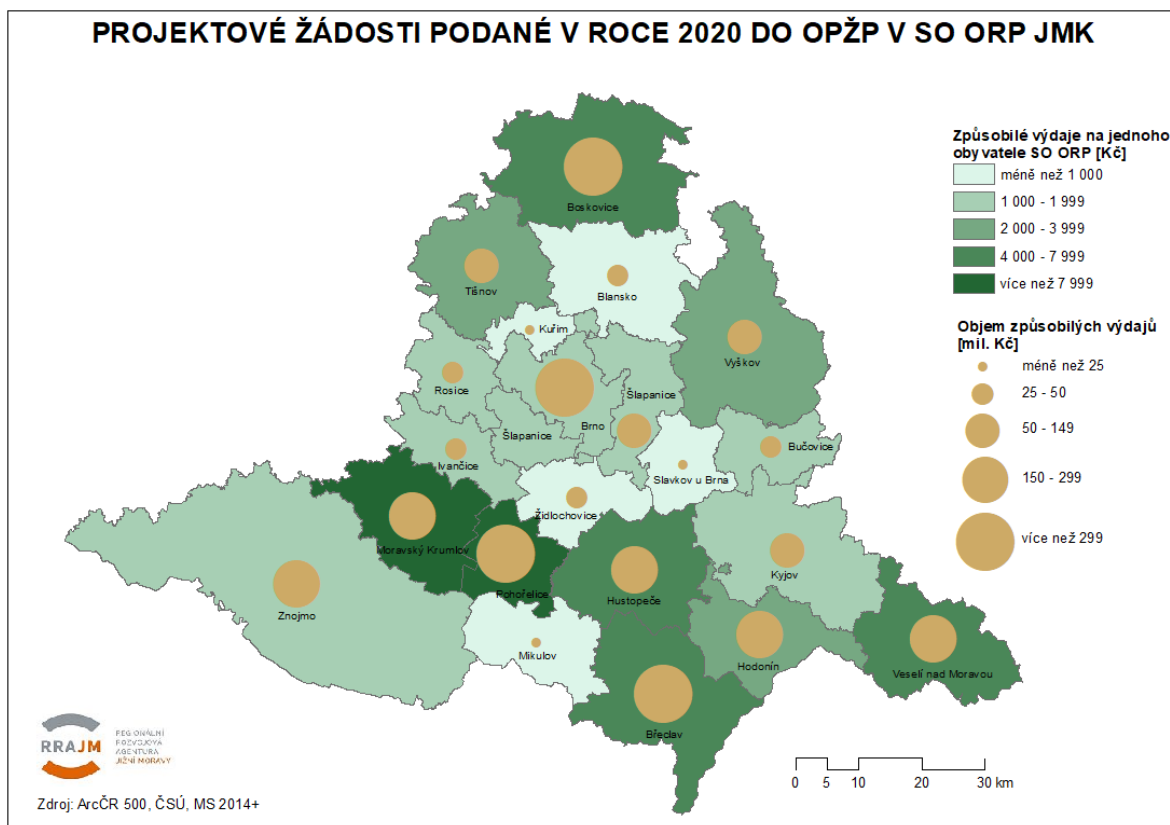 PROJEKTOVÉ ŽÁDOSTI PODANÉ V ROCE 2020 DO OPŽP V SO ORP JMK
Způsobilé výdaje na jednoho
obyvatele SO ORP [Kč]
méně než 1 000
1 000 - 1 999
2 000 - 3 999
4 000 - 7 999
více než 7 999
Objem způsobilých výdajů
[mil. Kč]
méně než 25
25 - 50
50 - 149
150 - 299
více než 299
Boskovice
Tišnov
Blansko
Kuřim
Vyškov
Rosice
Šlapanice
Brno
Šlapanice
Bučovice
Ivančice
Slavkov u Brna
Židlochovice
Moravský Krumlov
Pohořelice
Kyjov
Hustopeče
Znojmo
Mikulov
Hodonín
Veselí nad Moravou
Břeclav
RRAJM
REGIONÁLNÍ
ROZVOJOVÁ
AGENTURA
JIŽNÍ MORAVY
0 5 10 20 30 km
Zdroj: ArcČR 500, ČSÚ, MS 2014+